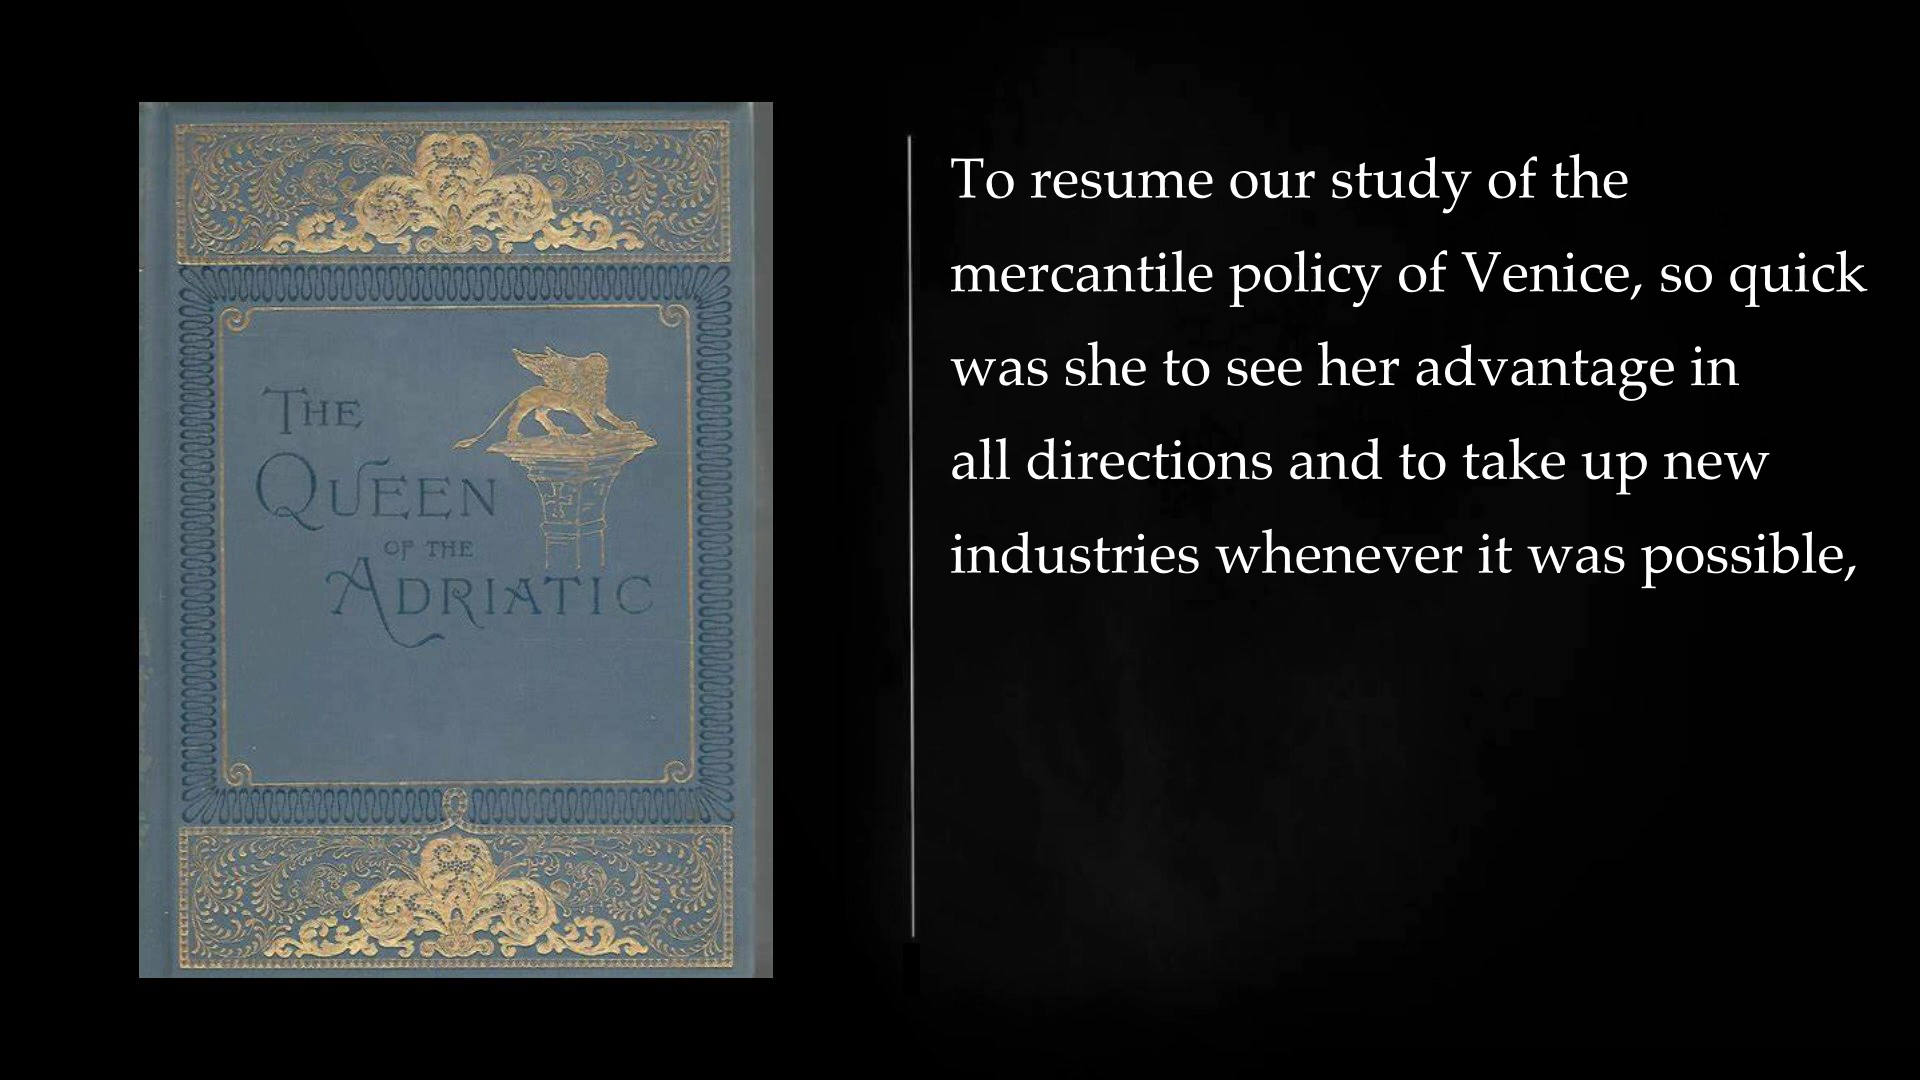 THE
QUEEN
OF THE
ADRIATIC
To resume our study of the
mercantile policy of Venice, so quick
was she to see her advantage in
all directions and to take up new
industries whenever it was possible,